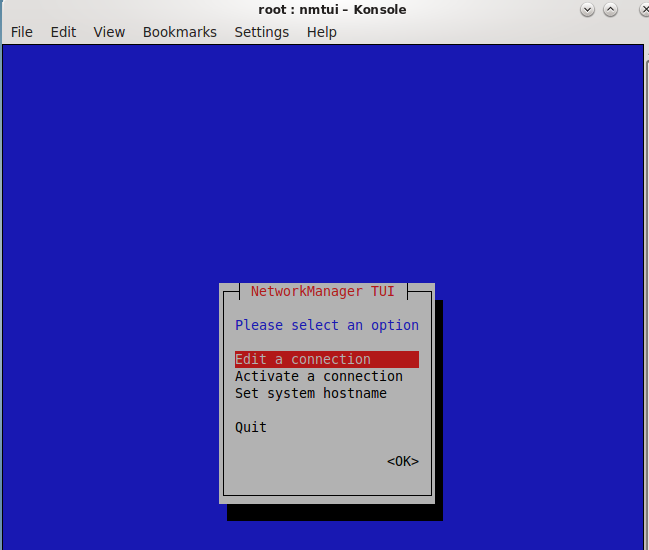 root : nmtui – Konsole
File Edit View Bookmarks Settings Help
NetworkManager TUI
Please select an option
Edit a connection
Activate a connection
Set system hostname
Quit
<OK>